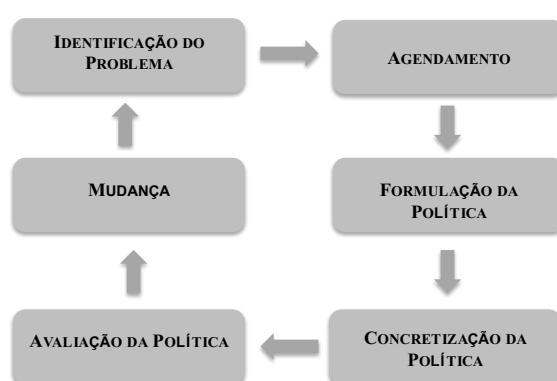 IDENTIFICAÇÃO DO
PROBLEMA
AGENDAMENTO
MUDANÇA
FORMULAÇÃO DA
POLÍTICA
AVALIAÇÃO DA POLÍTICA
CONCRETIZAÇÃO DA
POLÍTICA